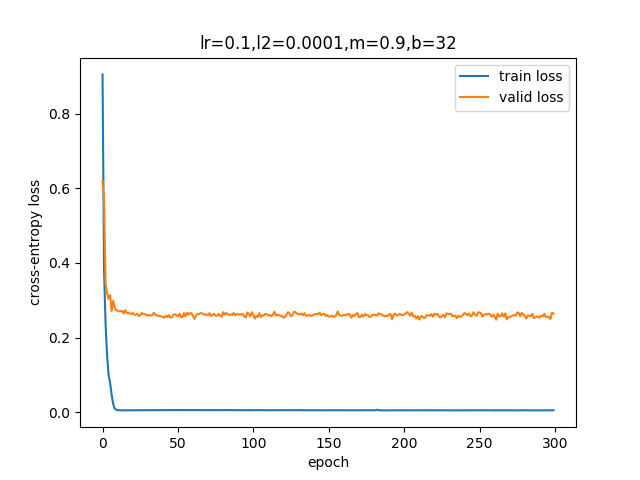 lr=0.1,l2=0.0001,m=0.9,b=32
train loss
valid loss
cross-entropy loss
0.8
0.6
0.4
0.2
0.0
0 50 100 150 200 250 300
epoch